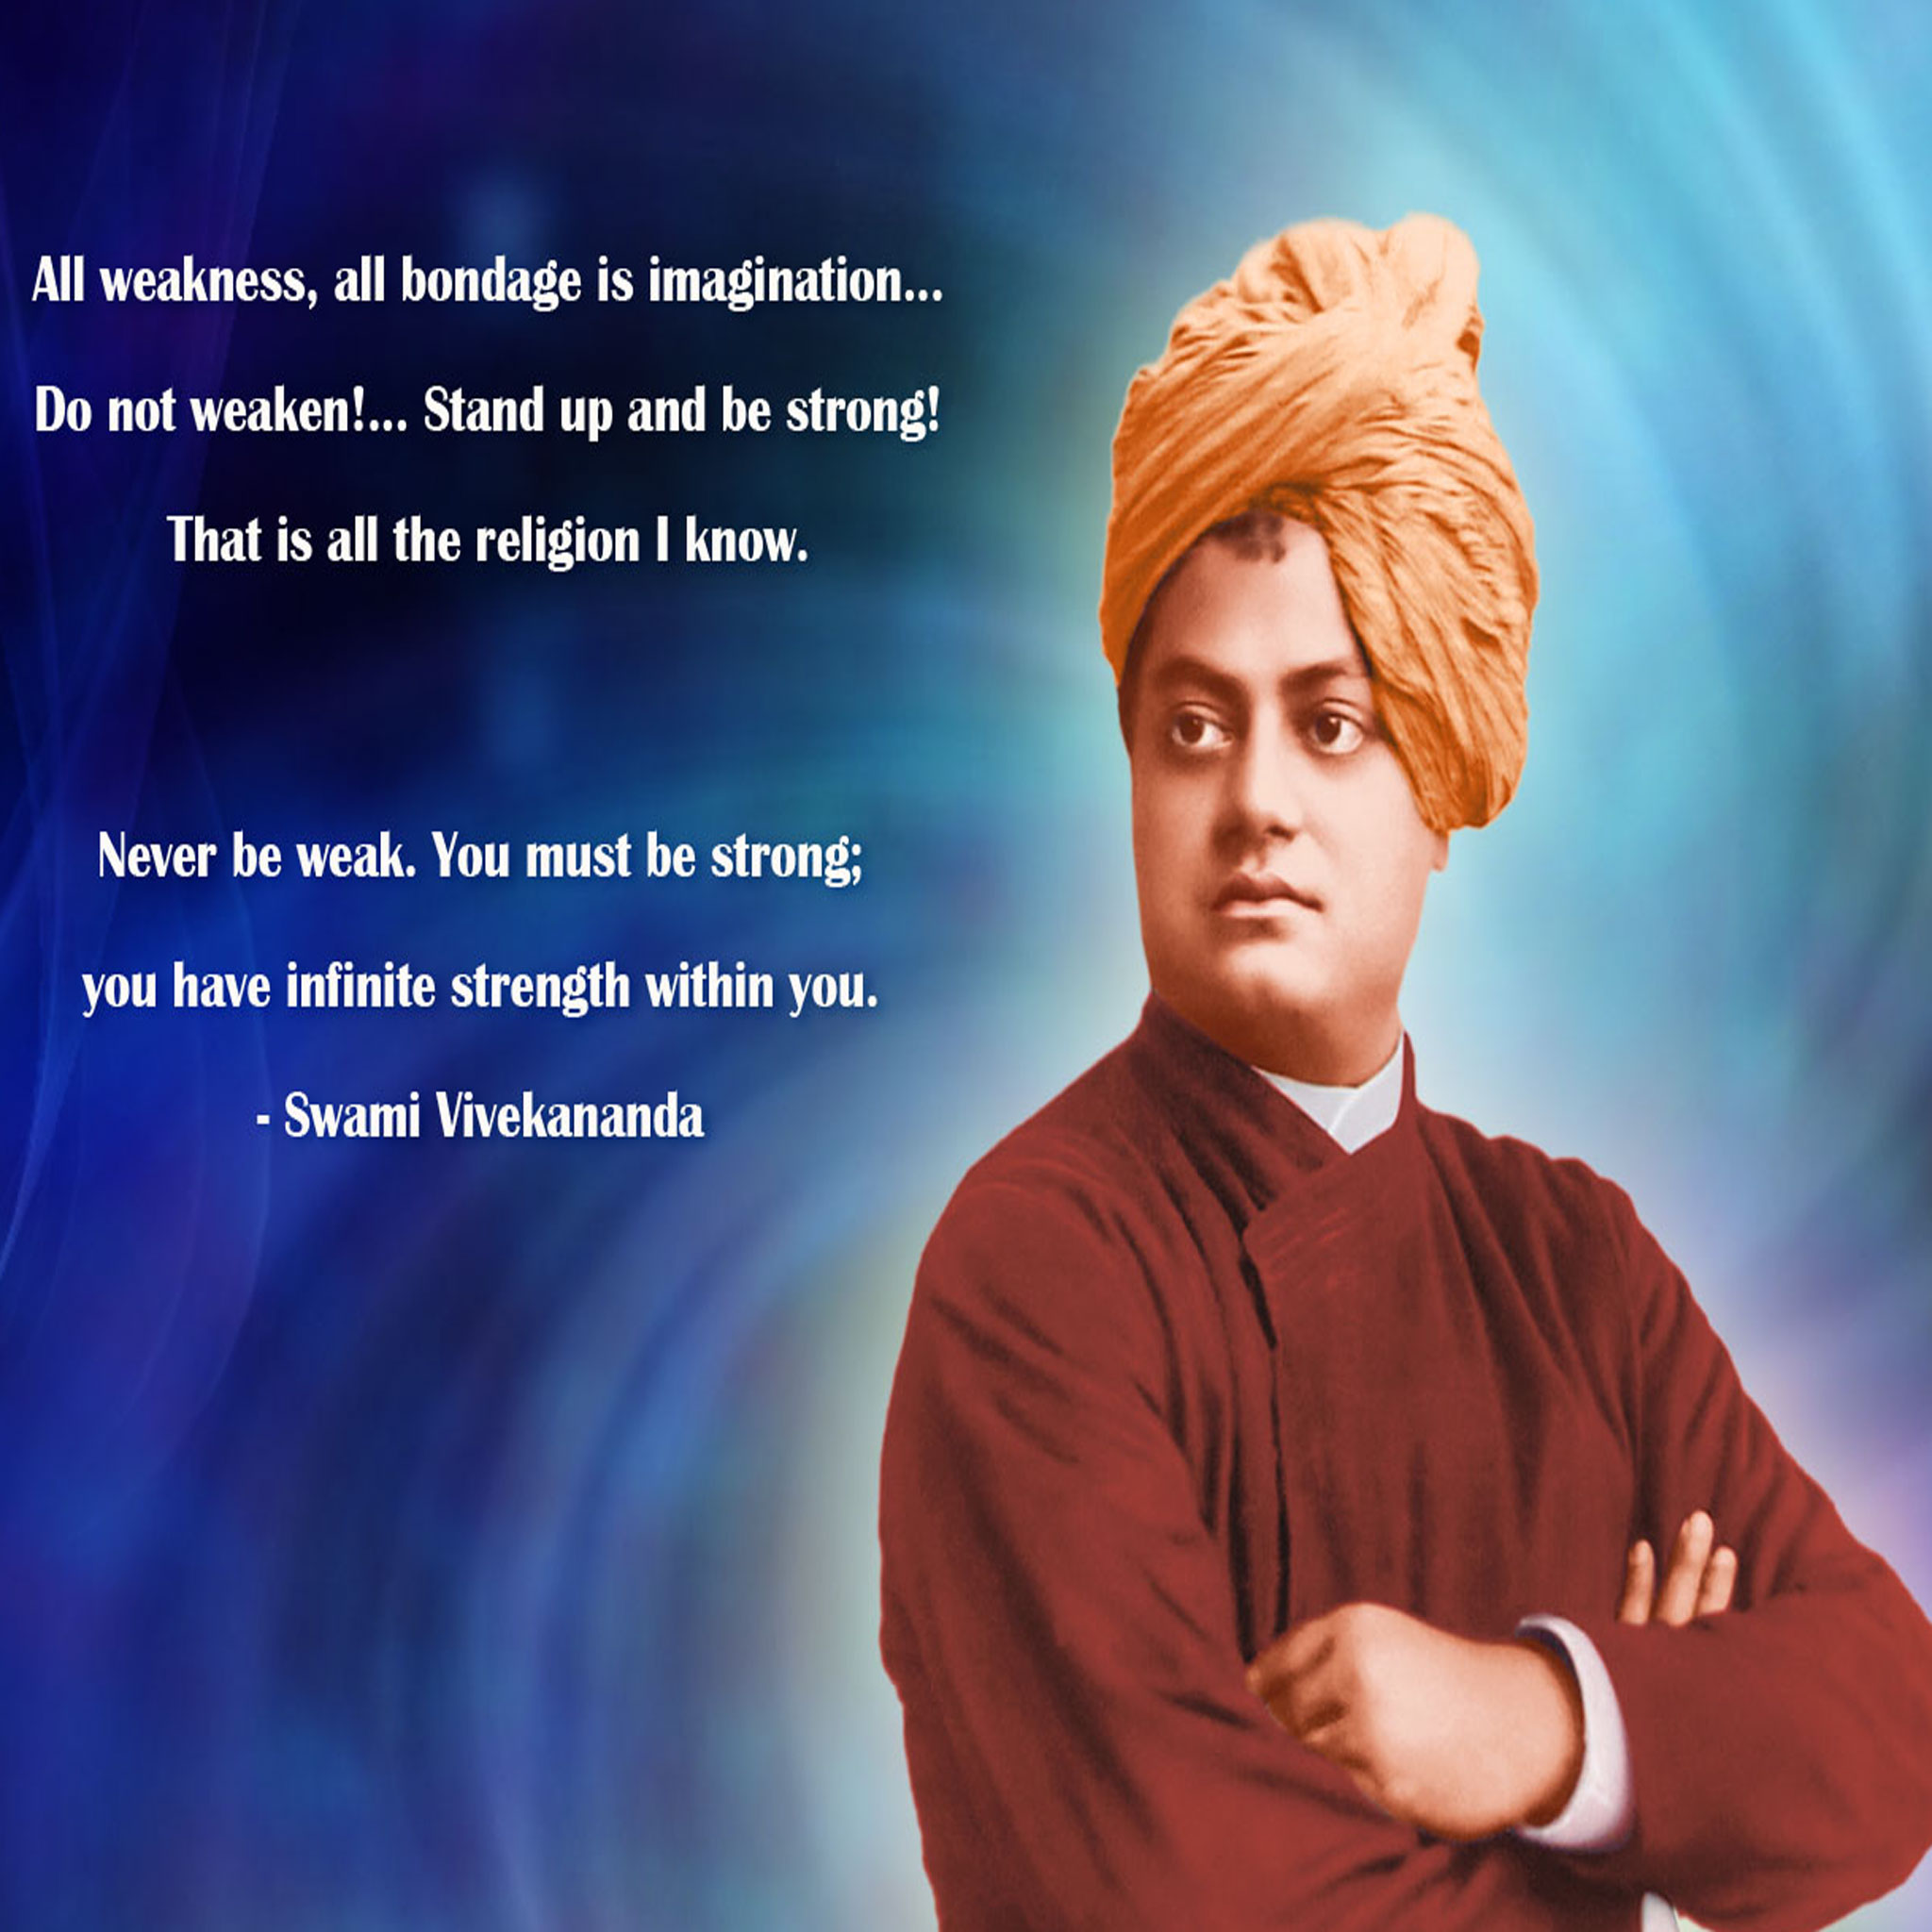 All weakness, all bondage is imagination...
Do not weaken!... Stand up and be strong!
That is all the religion I know.
Never be weak. You must be strong;
you have infinite strength within you.
- Swami Vivekananda